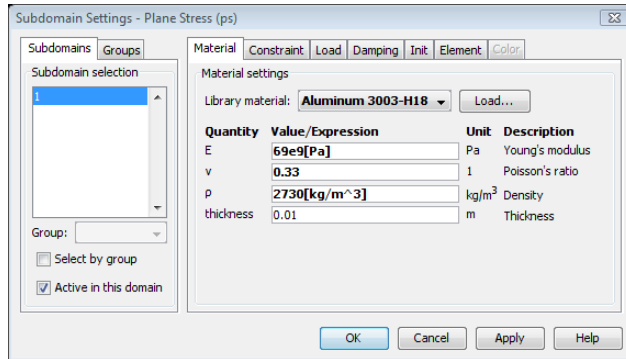 Subdomain Settings - Plane Stress (ps)
Subdomains Groups
Material Constraint Load Damping Init Element Color
Subdomain selection
1
Group:
Select by group
Active in this domain
Material settings
Library material: Aluminum 3003-H18 Load...
Quantity Value/Expression Unit Description
E 69e9[Pa] Pa Young's modulus
ν 0.33 1 Poisson's ratio
ρ 2730[kg/m^3] kg/m³ Density
thickness 0.01 m Thickness
OK Cancel Apply Help